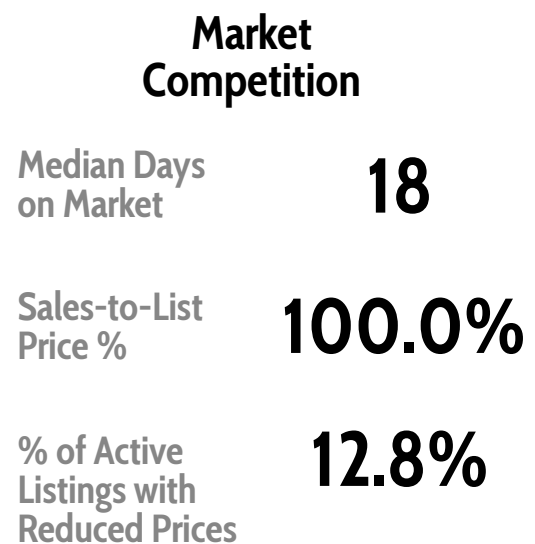 Market
Competition
Median Days
on Market
18
Sales-to-List
Price %
100.0%
% of Active
Listings with
Reduced Prices
12.8%